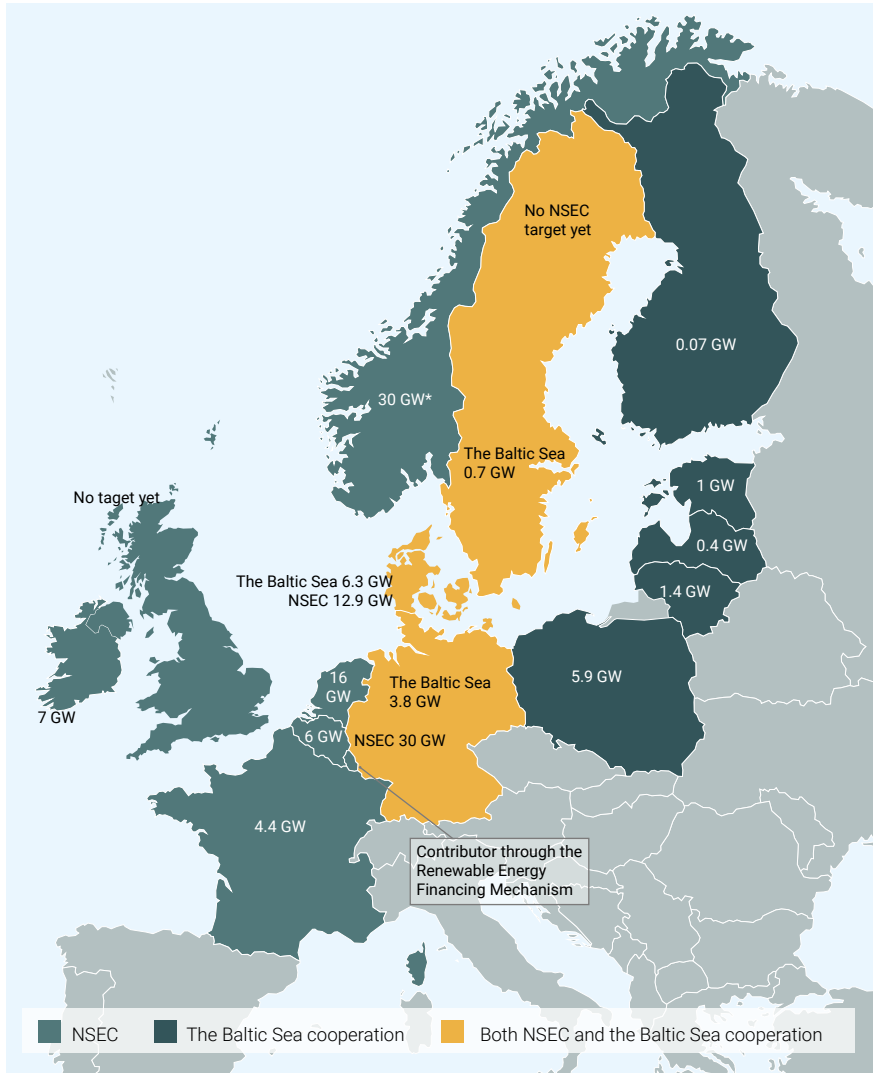 No NSEC
target yet
0.07 GW
30 GW*
The Baltic Sea
0.7 GW
1 GW
No taget yet
0.4 GW
The Baltic Sea 6.3 GW
NSEC 12.9 GW
1.4 GW
16
GW
The Baltic Sea
3.8 GW
5.9 GW
7 GW
6 GW
NSEC 30 GW
4.4 GW
Contributor through the
Renewable Energy
Financing Mechanism
NSEC
The Baltic Sea cooperation
Both NSEC and the Baltic Sea cooperation